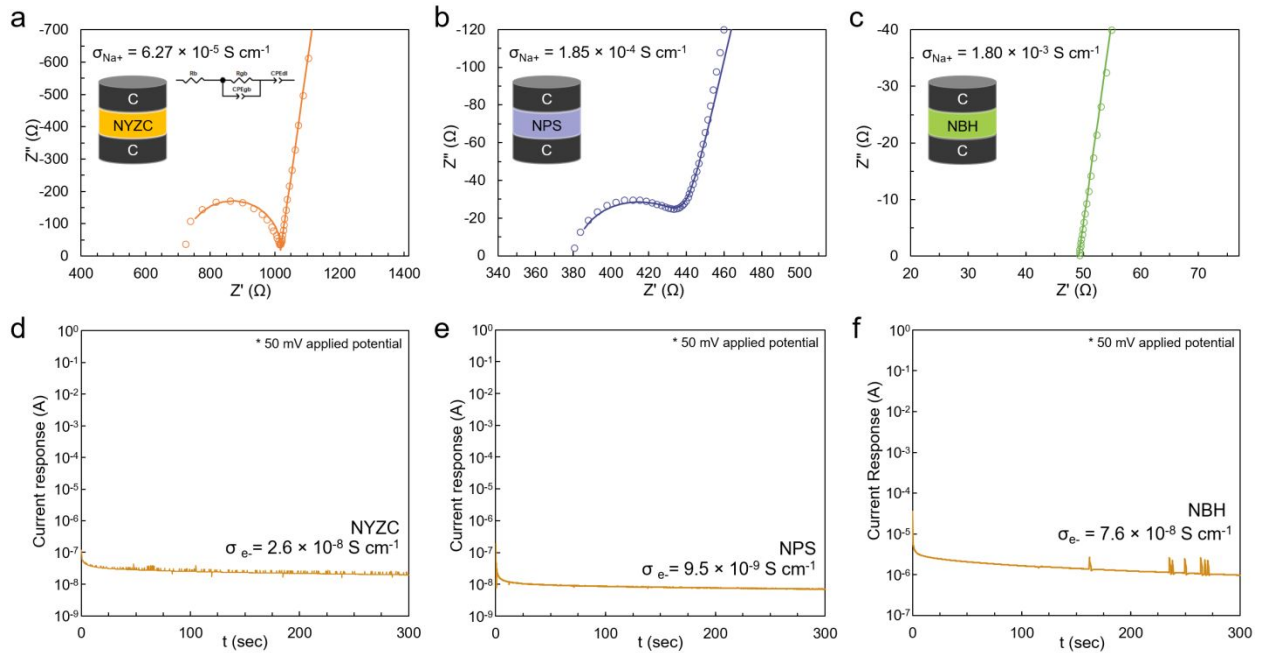 a
σNa+ = 6.27 × 10-5 S cm-1
Rb
Rgb
CPEdl
CPEgb
C
NYZC
C
Z'' (Ω)
-700
-600
-500
-400
-300
-200
-100
0
400
600
800
1000
1200
1400
Z' (Ω)
b
σNa+ = 1.85 × 10-4 S cm-1
C
NPS
C
Z'' (Ω)
-120
-100
-80
-60
-40
-20
0
340
360
380
400
420
440
460
480
500
Z' (Ω)
c
σNa+ = 1.80 × 10-3 S cm-1
C
NBH
C
Z'' (Ω)
-40
-30
-20
-10
0
20
30
40
50
60
70
Z' (Ω)
d
* 50 mV applied potential
Current response (A)
100
10-1
10-2
10-3
10-4
10-5
10-6
10-7
10-8
10-9
NYZC
σ e-= 2.6 × 10-8 S cm-1
0
100
200
300
t (sec)
e
* 50 mV applied potential
Current response (A)
100
10-1
10-2
10-3
10-4
10-5
10-6
10-7
10-8
10-9
NPS
σ e-= 9.5 × 10-9 S cm-1
0
100
200
300
t (sec)
f
* 50 mV applied potential
Current Response (A)
100
10-1
10-2
10-3
10-4
10-5
10-6
10-7
NBH
σ e-= 7.6 × 10-8 S cm-1
0
100
200
300
t (sec)